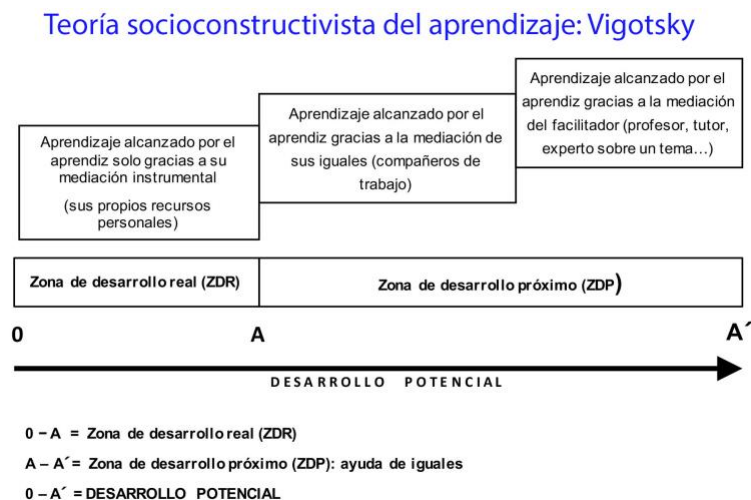 Teoría socioconstructivista del aprendizaje: Vigotsky
Aprendizaje alcanzado por el
aprendiz solo gracias a su
mediación instrumental
(sus propios recursos
personales)
Aprendizaje alcanzado por el
aprendiz gracias a la mediación de
sus iguales (compañeros de
trabajo)
Aprendizaje alcanzado por el
aprendiz gracias a la mediación
del facilitador (profesor, tutor,
experto sobre un tema…)
Zona de desarrollo real (ZDR)
Zona de desarrollo próximo (ZDP)
0
A
A´
DESARROLLO POTENCIAL
0 – A = Zona de desarrollo real (ZDR)
A – A´= Zona de desarrollo próximo (ZDP): ayuda de iguales
0 – A´ = DESARROLLO POTENCIAL